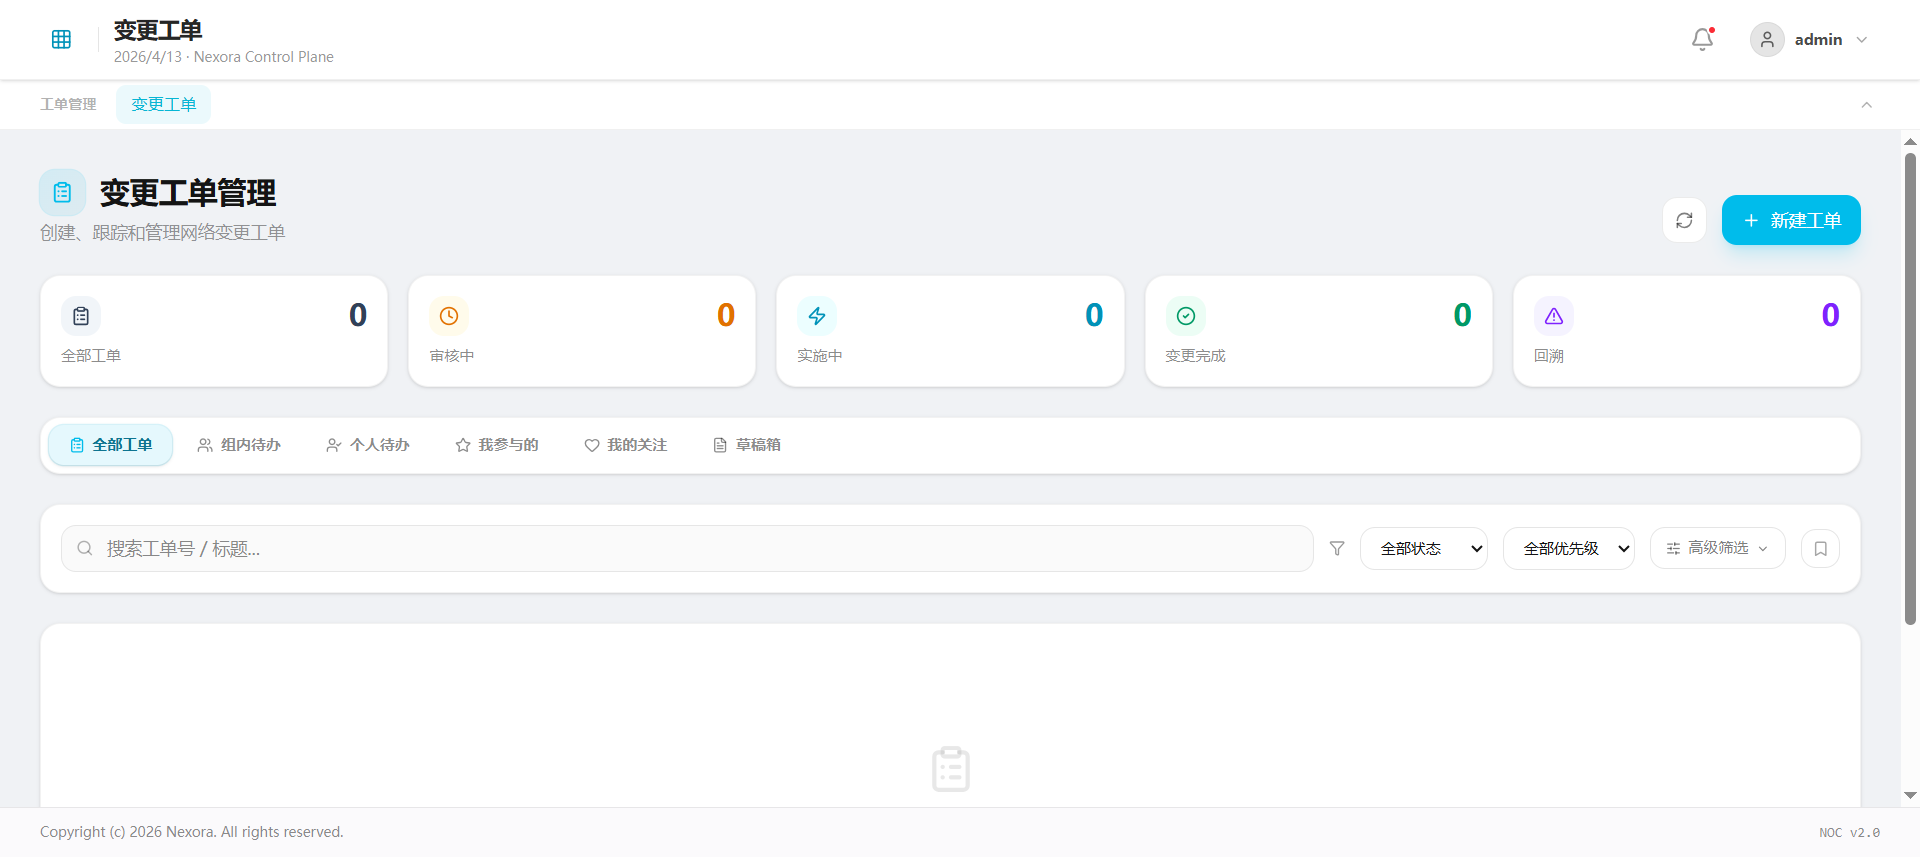 变更工单
2026/4/13 · Nexora Control Plane
admin
工单管理
变更工单
变更工单管理
创建、跟踪和管理网络变更工单
新建工单
0
全部工单
0
审核中
0
实施中
0
变更完成
0
回溯
全部工单
组内待办
个人待办
我参与的
我的关注
草稿箱
搜索工单号 / 标题...
全部状态
全部优先级
高级筛选
Copyright (c) 2026 Nexora. All rights reserved.
NOC v2.0